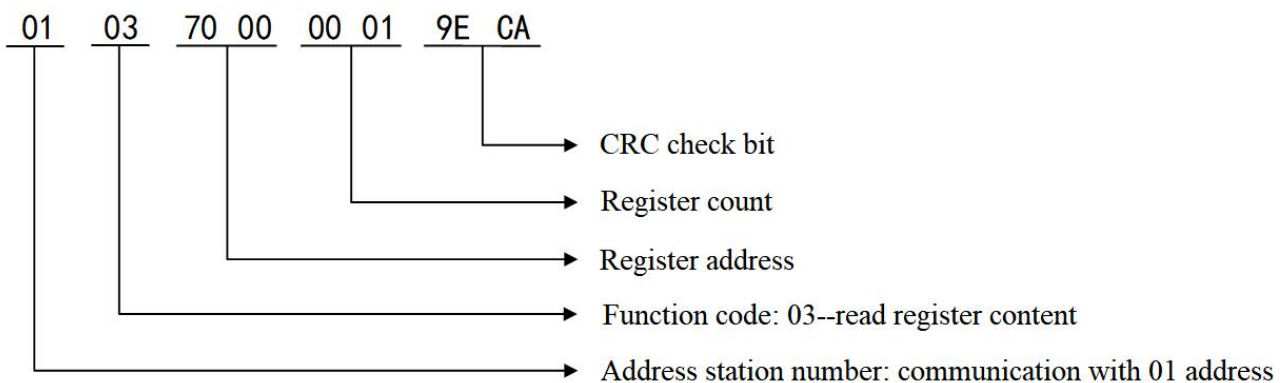 01 03 70 00 00 01 9E CA
CRC check bit
Register count
Register address
Function code: 03--read register content
Address station number: communication with 01 address